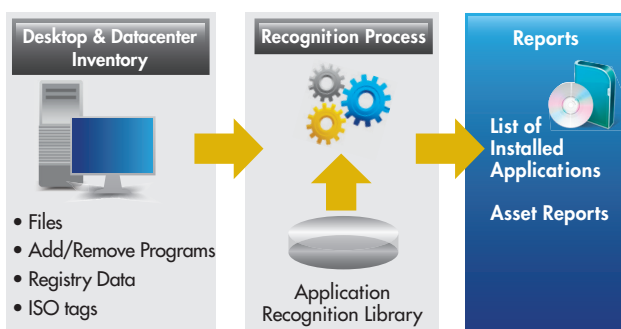 Desktop & Datacenter
Inventory
• Files
• Add/Remove Programs
• Registry Data
• ISO tags
Recognition Process
Application
Recognition Library
Reports
List of
Installed
Applications
Asset Reports